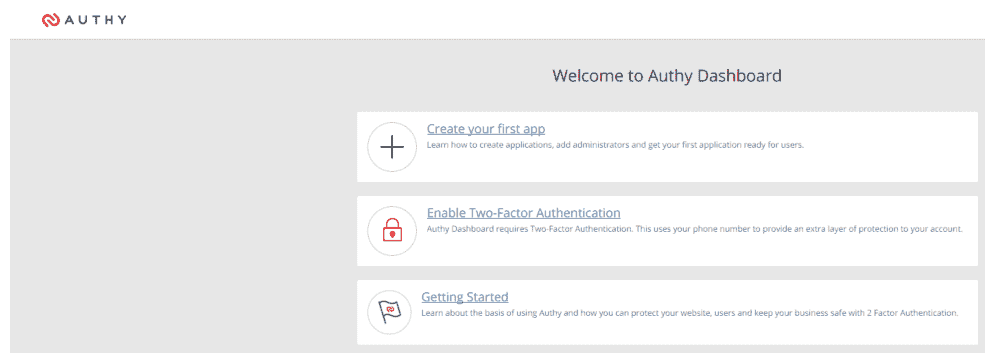 AUTHY
Welcome to Authy Dashboard
Create your first app
Learn how to create applications, add administrators and get your first application ready for users.
Enable Two-Factor Authentication
Authy Dashboard requires Two-Factor Authentication. This uses your phone number to provide an extra layer of protection to your account.
Getting Started
Learn about the basis of using Authy and how you can protect your website, users and keep your business safe with 2 Factor Authentication.